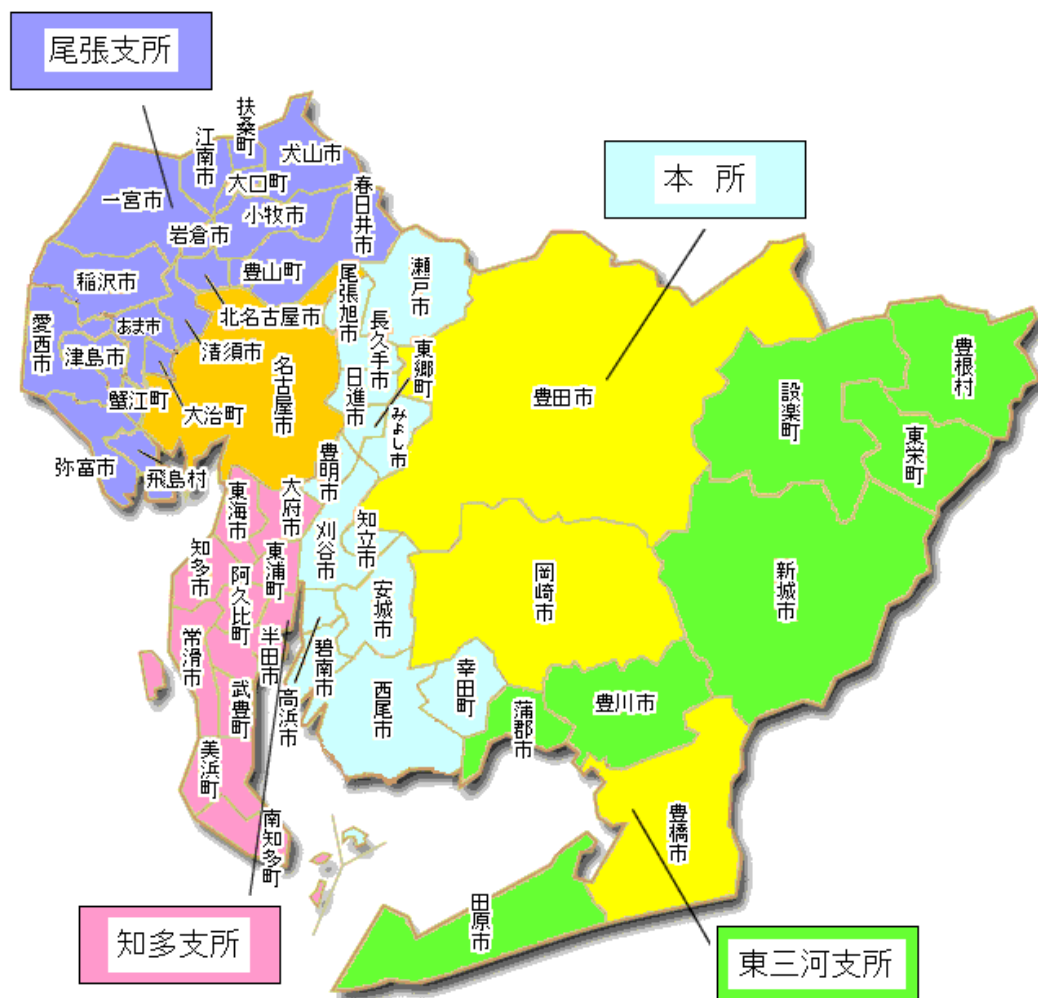 尾張支所
本所
扶桑町
江南市
犬山市
大口町
春日井市
一宮市
小牧市
岩倉市
瀬戸市
稲沢市
豊山町
尾張旭市
北名古屋市
愛西市
あま市
長久手市
津島市
清須市
東郷町
豊根村
名古屋市
日進市
豊田市
設楽町
蟹江町
大治町
みよし市
東栄町
弥富市
飛島村
豊明市
東海市
大府市
刈谷市
知立市
知多市
東浦町
阿久比町
岡崎市
新城市
安城市
常滑市
半田市
碧南市
高浜市
西尾市
幸田町
蒲郡市
豊川市
武豊町
美浜町
南知多町
豊橋市
田原市
知多支所
東三河支所